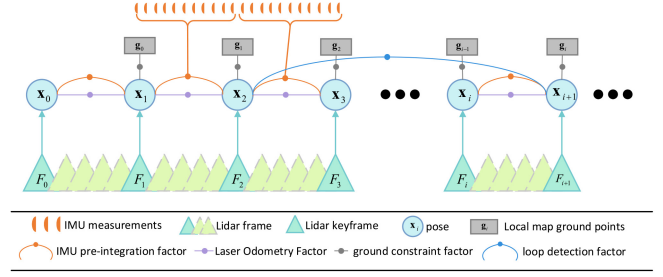 g₀ g₁ g₂ gᵢ₋₁ gᵢ
x₀ x₁ x₂ x₃ ●●● xᵢ xᵢ₊₁ ●●●
F₀ F₁ F₂ F₃ Fᵢ Fᵢ₊₁
IMU measurements Lidar frame Lidar keyframe xᵢ pose gᵢ Local map ground points
IMU pre-integration factor Laser Odometry Factor ground constraint factor loop detection factor